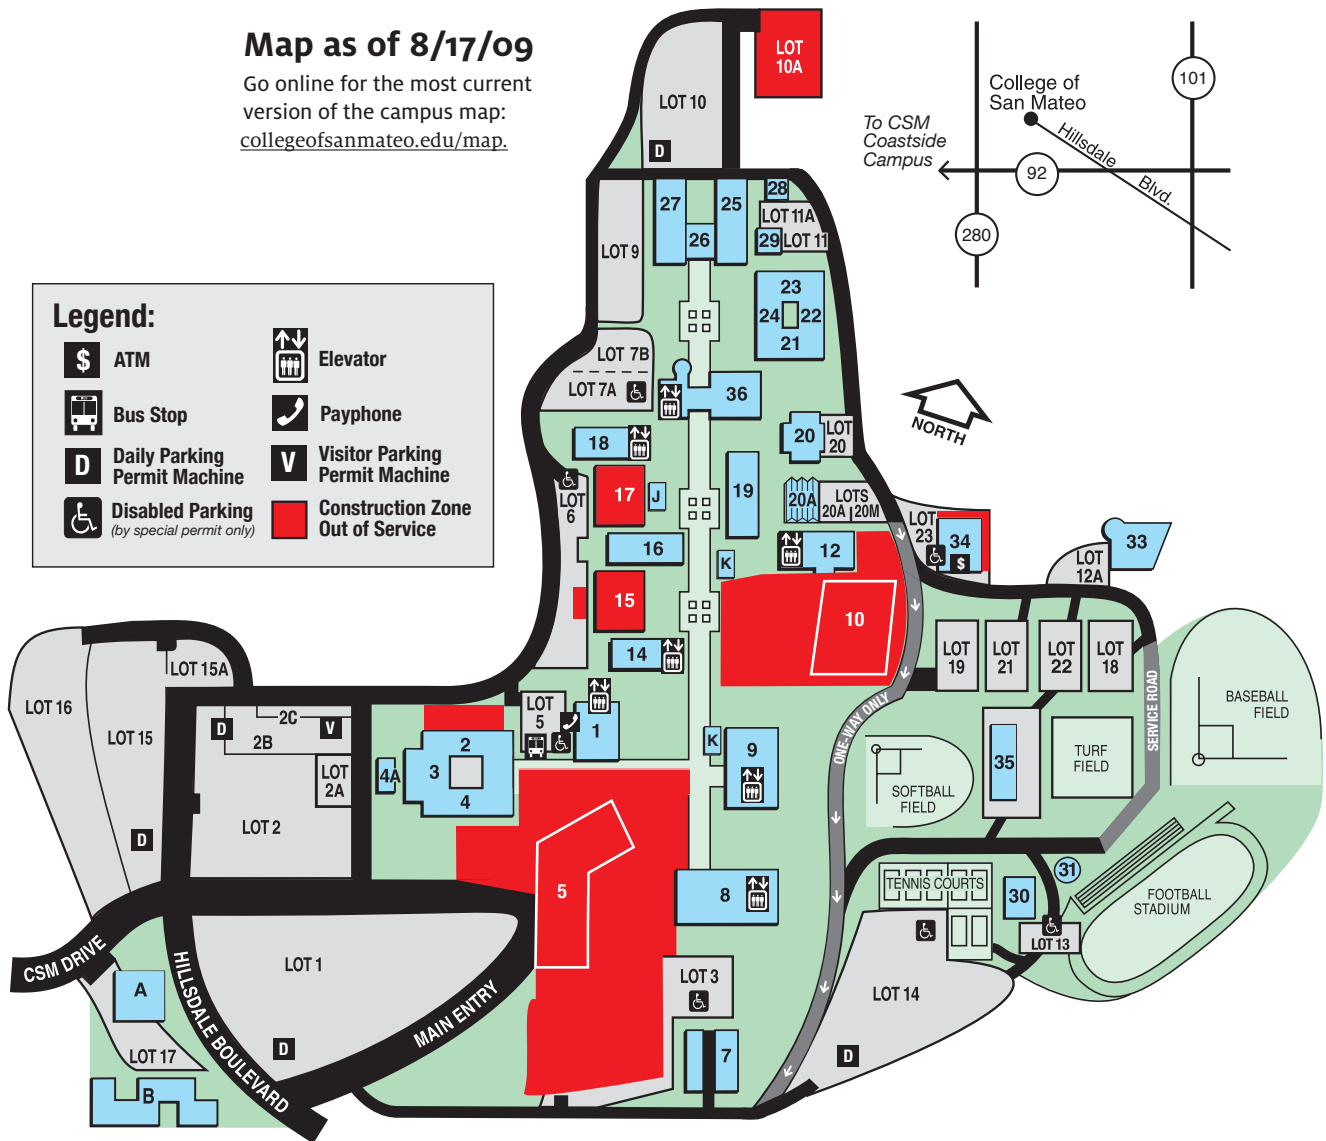 Map as of 8/17/09
Go online for the most current
version of the campus map:
collegeofsanmateo.edu/map.
LOT
10A
LOT 10
D
College of
San Mateo
101
To CSM
Coastside
Campus
Hillsdale
Blvd.
92
280
27
25
28
LOT 11A
26
29
LOT 11
LOT 9
23
24
22
21
Legend:
$
ATM
Elevator
Bus Stop
Payphone
D
Daily Parking
Permit Machine
V
Visitor Parking
Permit Machine
Disabled Parking
(by special permit only)
Construction Zone
Out of Service
LOT 7B
LOT 7A
36
NORTH
18
20
LOT
20
17
J
19
LOT
6
20A
LOTS
20A
20M
LOT
23
34
$
33
16
12
K
LOT
12A
15
10
14
LOT
19
LOT
21
LOT
22
LOT
18
LOT 15A
LOT 16
LOT 15
D
2C
V
2B
LOT
5
1
K
9
ONE-WAY ONLY
SERVICE ROAD
BASEBALL
FIELD
TURF
FIELD
35
2
3
4
4A
LOT
2A
LOT 2
D
SOFTBALL
FIELD
5
8
TENNIS COURTS
30
31
FOOTBALL
STADIUM
LOT 13
CSM DRIVE
A
HILLSDALE BOULEVARD
LOT 1
MAIN ENTRY
LOT 3
LOT 14
D
D
LOT 17
7
B